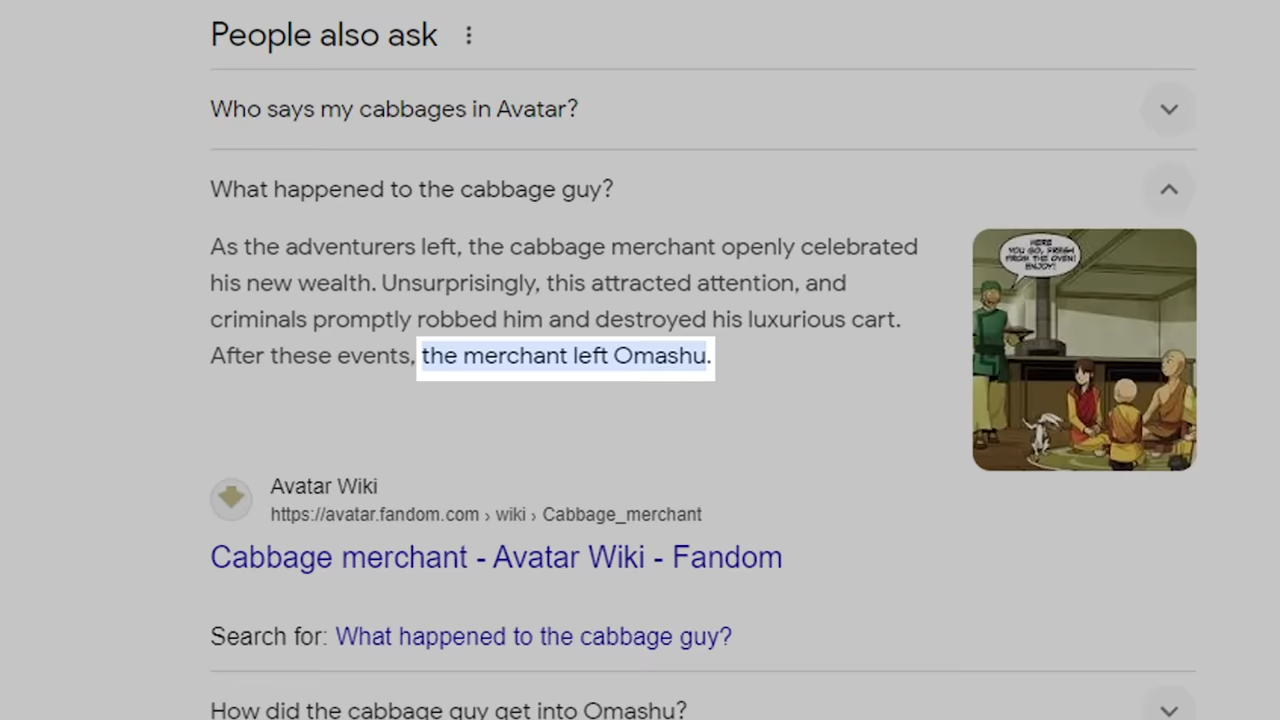 People also ask
Who says my cabbages in Avatar?
What happened to the cabbage guy?
As the adventurers left, the cabbage merchant openly celebrated
his new wealth. Unsurprisingly, this attracted attention, and
criminals promptly robbed him and destroyed his luxurious cart.
After these events, the merchant left Omashu.
HERE
YOU GO, FRESH
FROM THE OVEN!
ENJOY!
Avatar Wiki
https://avatar.fandom.com › wiki › Cabbage_merchant
Cabbage merchant - Avatar Wiki - Fandom
Search for: What happened to the cabbage guy?
How did the cabbage guy get into Omashu?